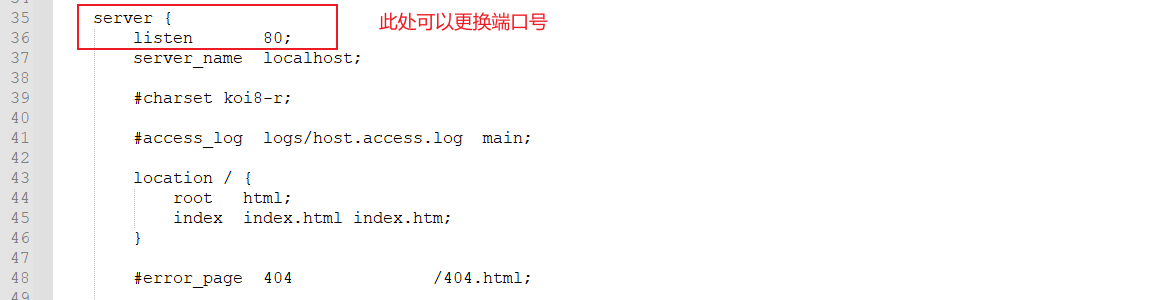 35 server {
此处可以更换端口号
36 listen 80;
37 server_name localhost;
38
39 #charset koi8-r;
40
41 #access_log logs/host.access.log main;
42
43 location / {
44 root html;
45 index index.html index.htm;
46 }
47
48 #error_page 404 /404.html;